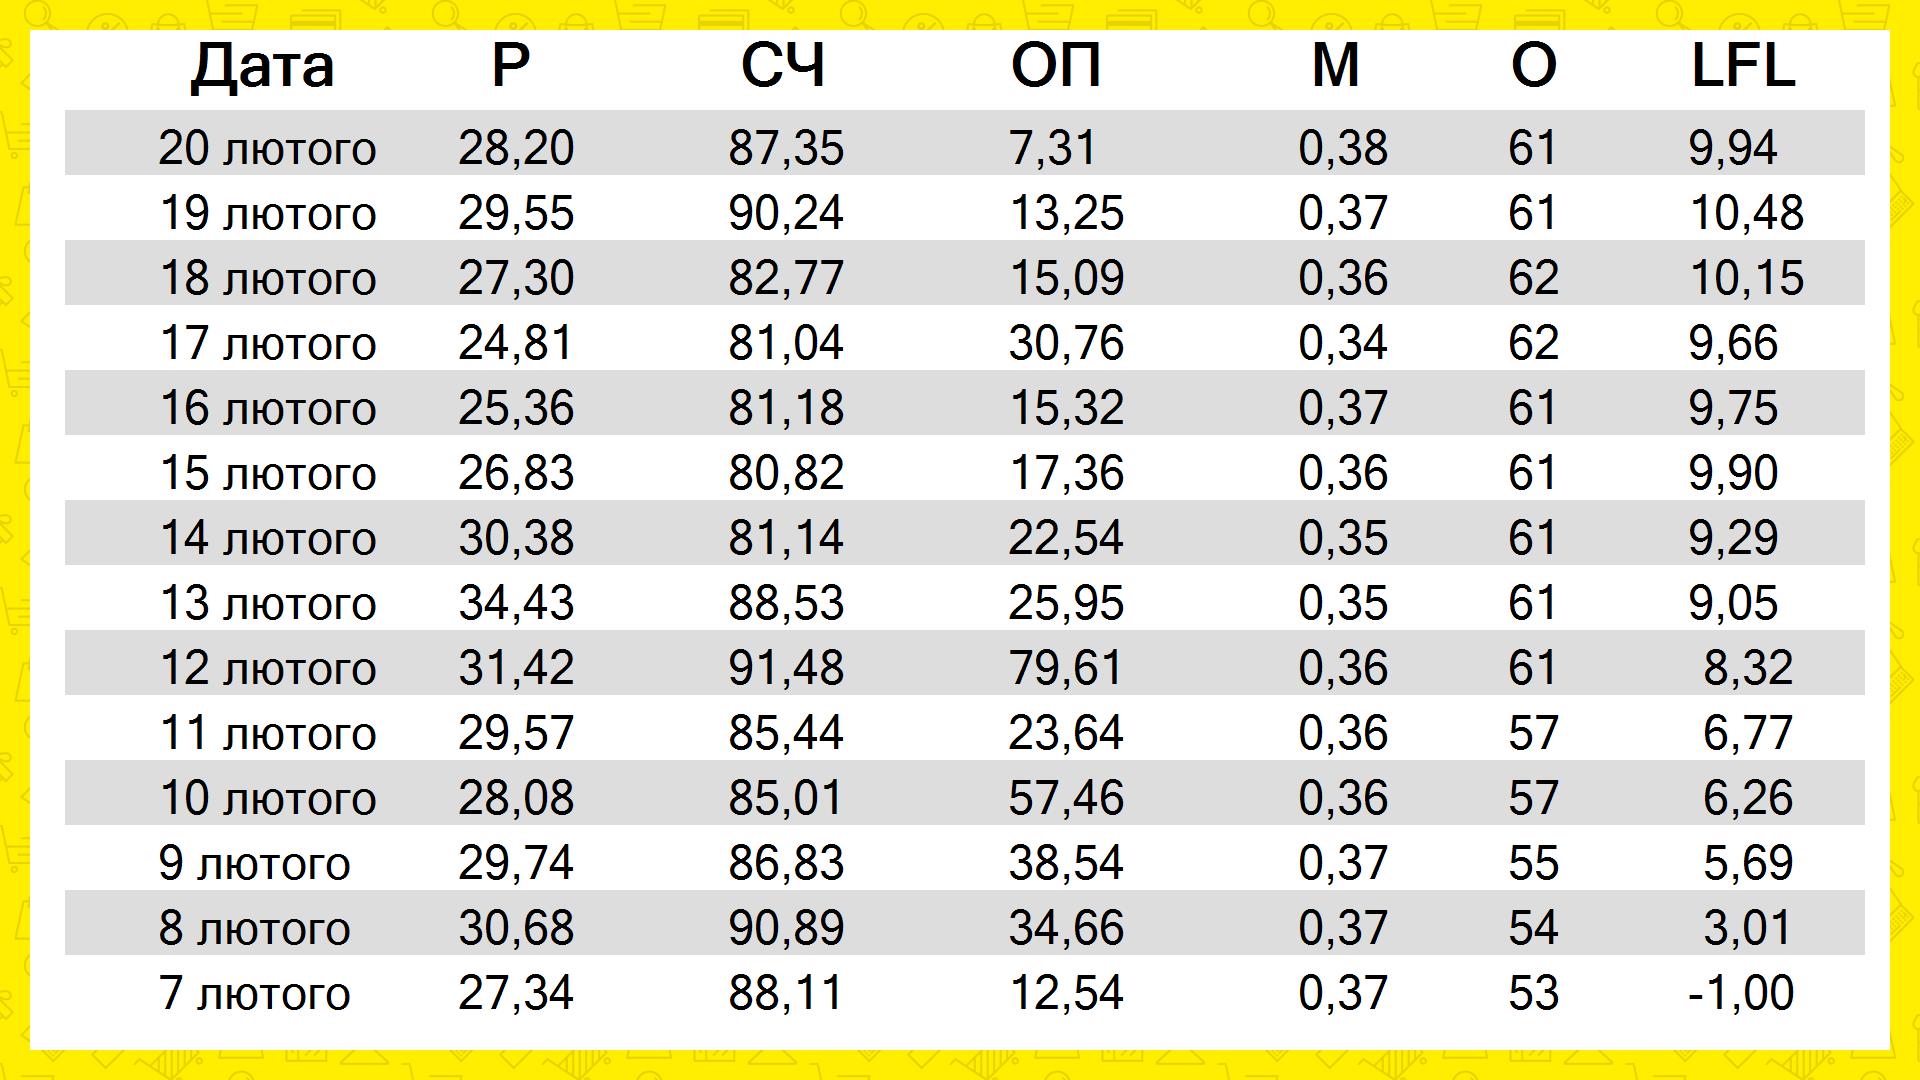 Дата Р СЧ ОП М О LFL
20 лютого 28,20 87,35 7,31 0,38 61 9,94
19 лютого 29,55 90,24 13,25 0,37 61 10,48
18 лютого 27,30 82,77 15,09 0,36 62 10,15
17 лютого 24,81 81,04 30,76 0,34 62 9,66
16 лютого 25,36 81,18 15,32 0,37 61 9,75
15 лютого 26,83 80,82 17,36 0,36 61 9,90
14 лютого 30,38 81,14 22,54 0,35 61 9,29
13 лютого 34,43 88,53 25,95 0,35 61 9,05
12 лютого 31,42 91,48 79,61 0,36 61 8,32
11 лютого 29,57 85,44 23,64 0,36 57 6,77
10 лютого 28,08 85,01 57,46 0,36 57 6,26
9 лютого 29,74 86,83 38,54 0,37 55 5,69
8 лютого 30,68 90,89 34,66 0,37 54 3,01
7 лютого 27,34 88,11 12,54 0,37 53 -1,00